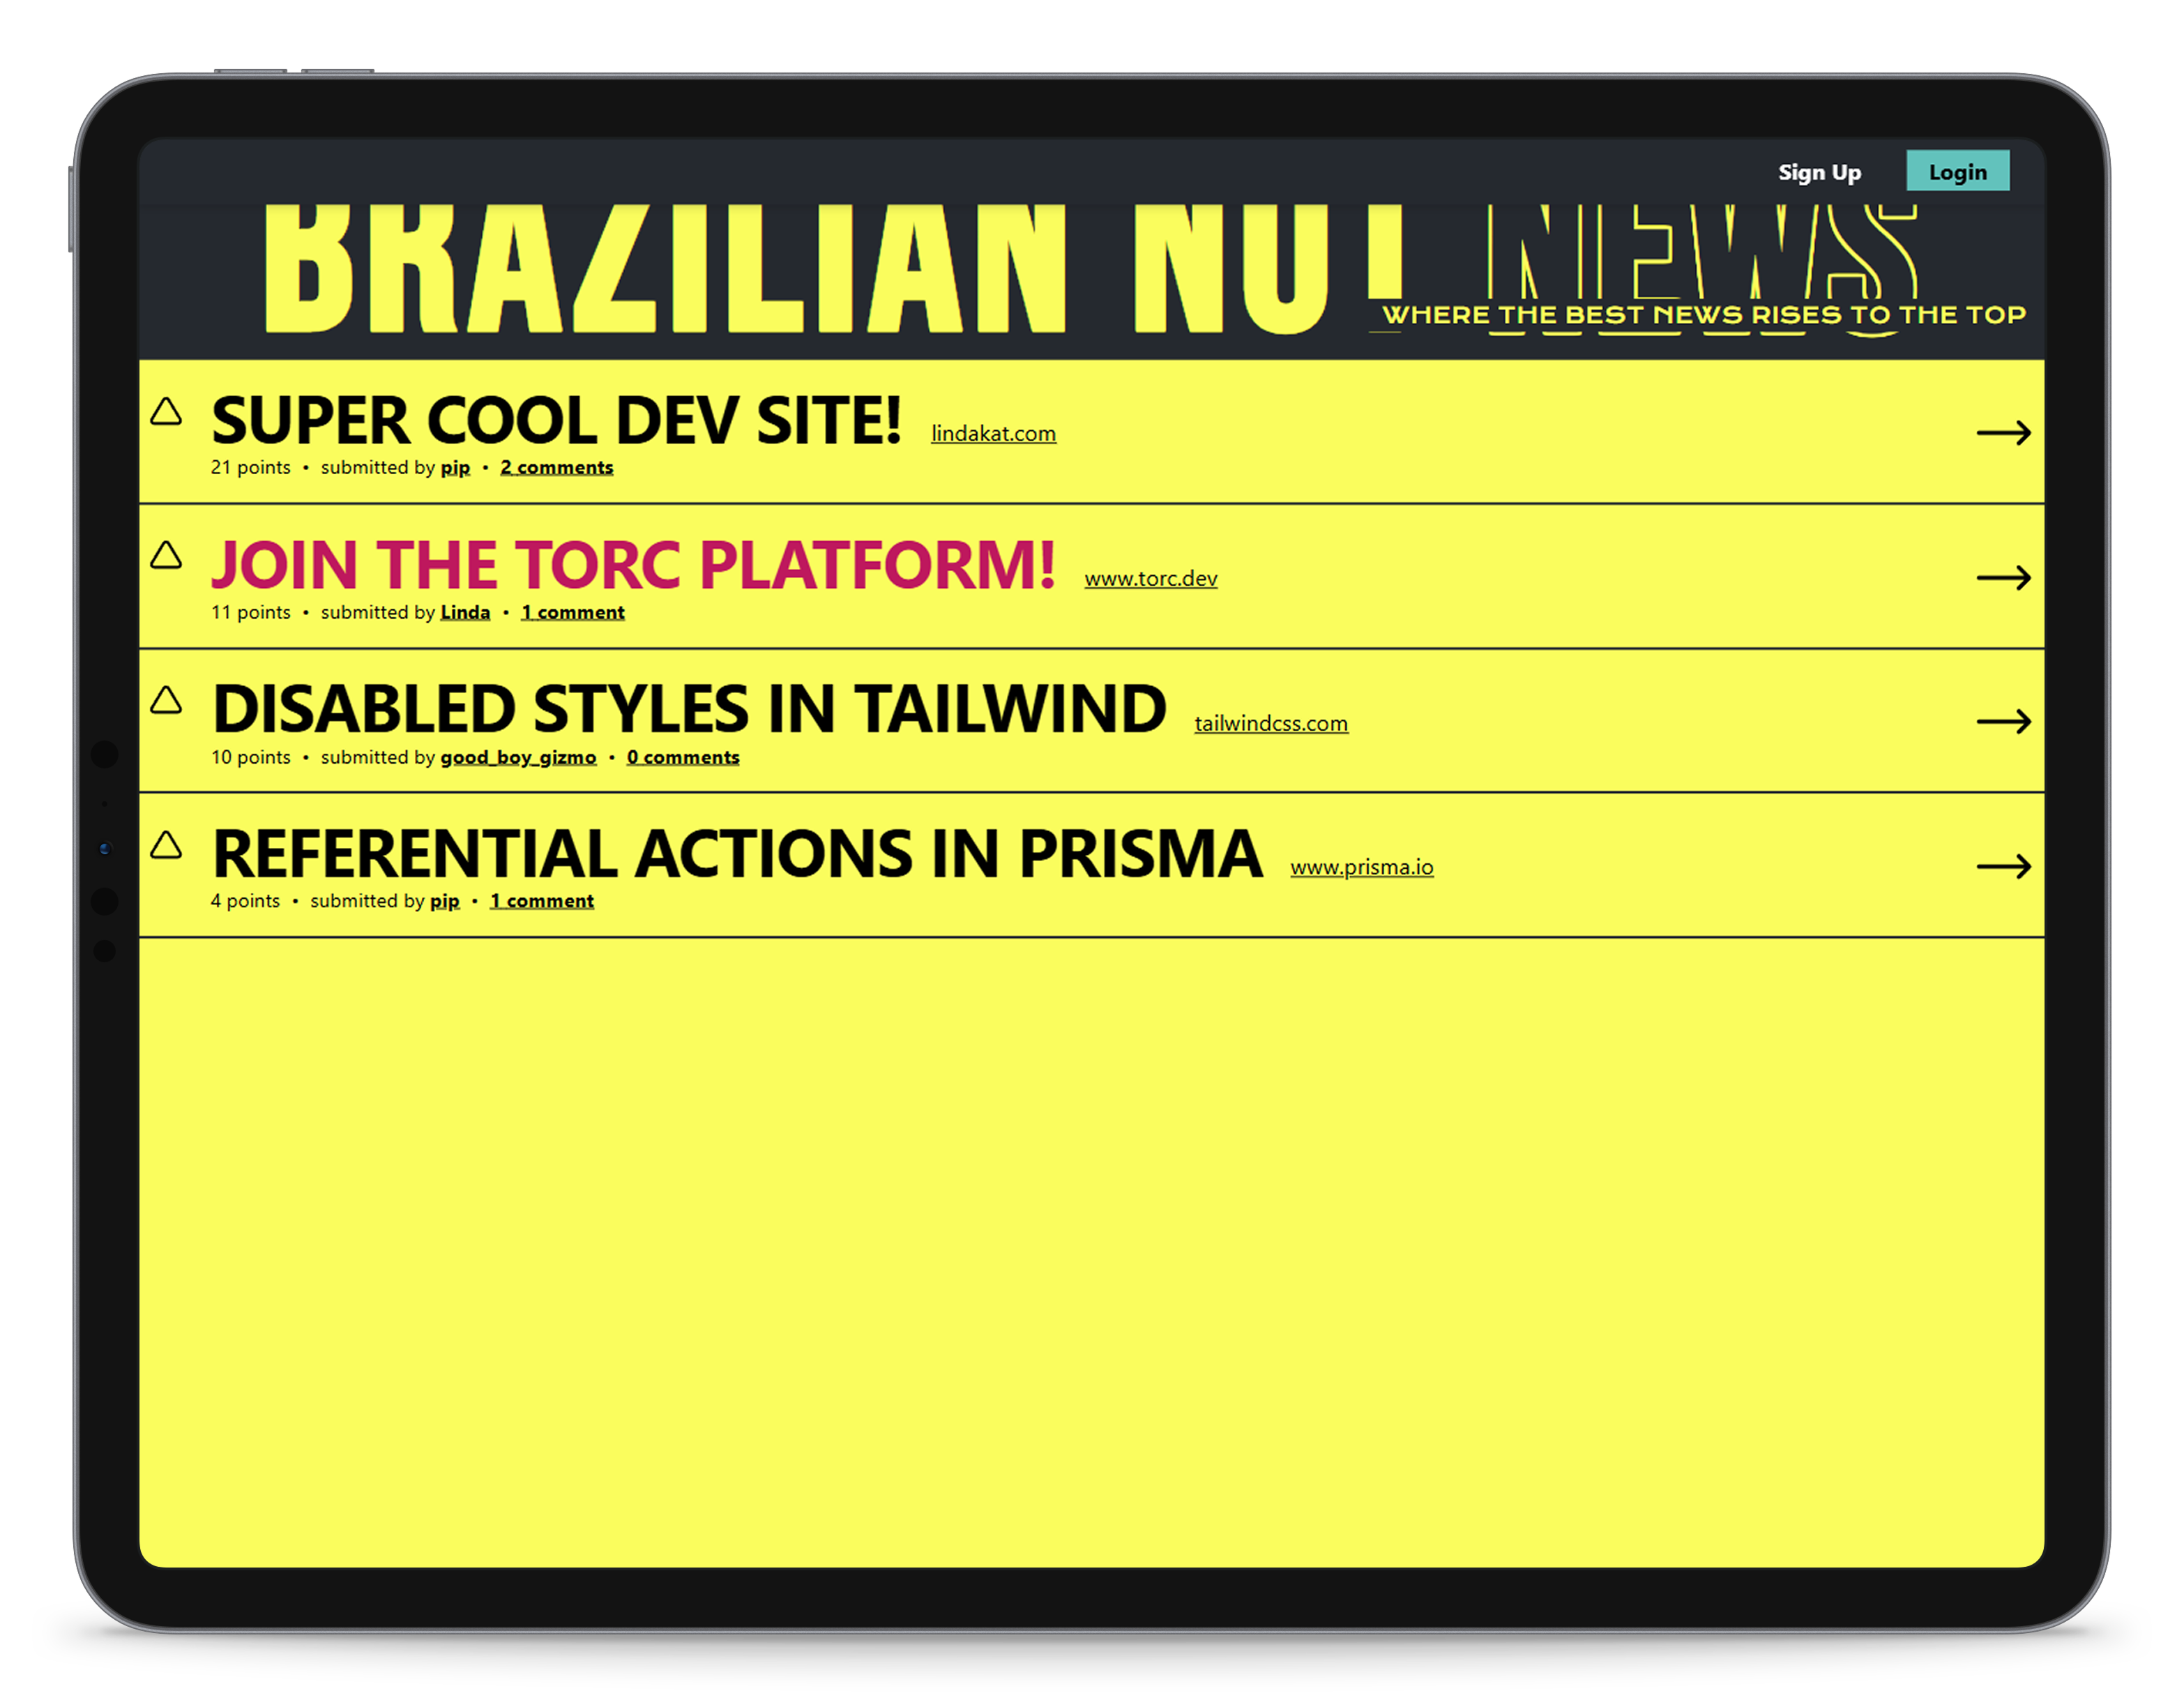 Sign Up Login
BRAZILIAN NUT NEWS
WHERE THE BEST NEWS RISES TO THE TOP
SUPER COOL DEV SITE! lindakat.com
21 points • submitted by pip • 2 comments
JOIN THE TORC PLATFORM! www.torc.dev
11 points • submitted by Linda • 1 comment
DISABLED STYLES IN TAILWIND tailwindcss.com
10 points • submitted by good_boy_gizmo • 0 comments
REFERENTIAL ACTIONS IN PRISMA www.prisma.io
4 points • submitted by pip • 1 comment